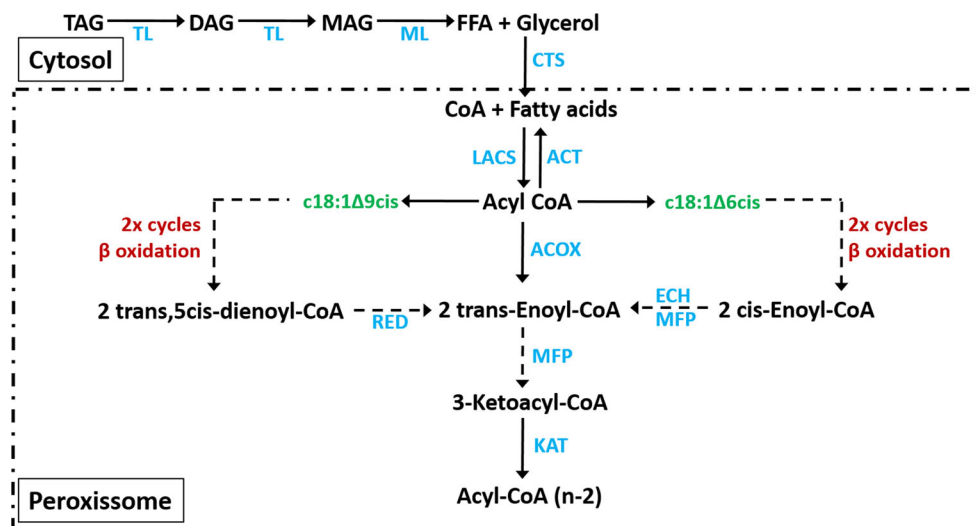 TAG DAG MAG FFA + Glycerol
TL TL ML
Cytosol
CTS
CoA + Fatty acids
LACS ACT
c18:1Δ9cis Acyl CoA c18:1Δ6cis
2x cycles
β oxidation
2x cycles
β oxidation
ACOX
2 trans,5cis-dienoyl-CoA 2 trans-Enoyl-CoA 2 cis-Enoyl-CoA
RED
ECH
MFP
MFP
3-Ketoacyl-CoA
KAT
Acyl-CoA (n-2)
Peroxissome